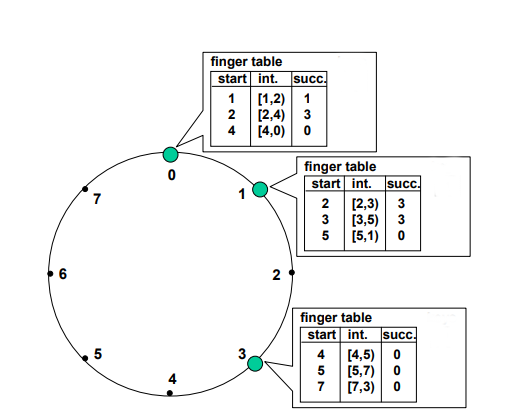 finger table
start int. succ.
1 [1,2) 1
2 [2,4) 3
4 [4,0) 0
finger table
start int. succ.
2 [2,3) 3
3 [3,5) 3
5 [5,1) 0
finger table
start int. succ.
4 [4,5) 0
5 [5,7) 0
7 [7,3) 0
0
1
2
3
4
5
6
7